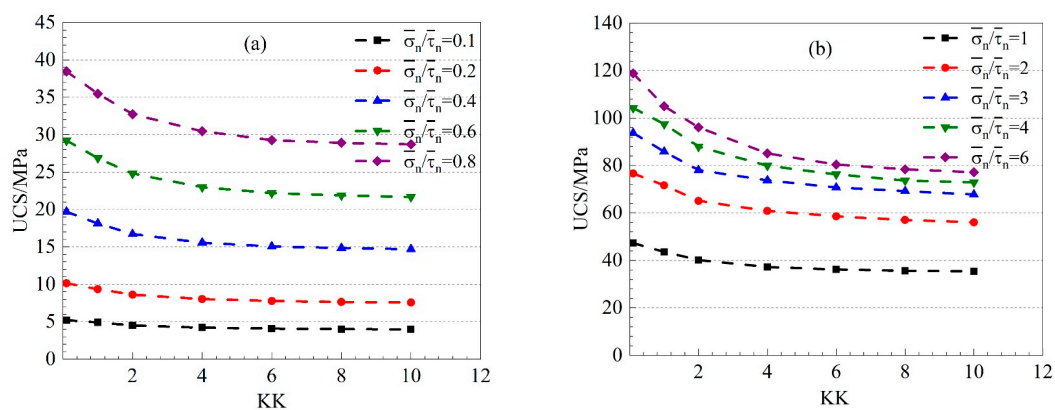 (a)
UCS/MPa
45
40
35
30
25
20
15
10
5
0
2
4
6
8
10
12
KK
σ̅ₙ/τ̅ₙ=0.1
σ̅ₙ/τ̅ₙ=0.2
σ̅ₙ/τ̅ₙ=0.4
σ̅ₙ/τ̅ₙ=0.6
σ̅ₙ/τ̅ₙ=0.8
(b)
UCS/MPa
140
120
100
80
60
40
20
0
2
4
6
8
10
12
KK
σ̅ₙ/τ̅ₙ=1
σ̅ₙ/τ̅ₙ=2
σ̅ₙ/τ̅ₙ=3
σ̅ₙ/τ̅ₙ=4
σ̅ₙ/τ̅ₙ=6